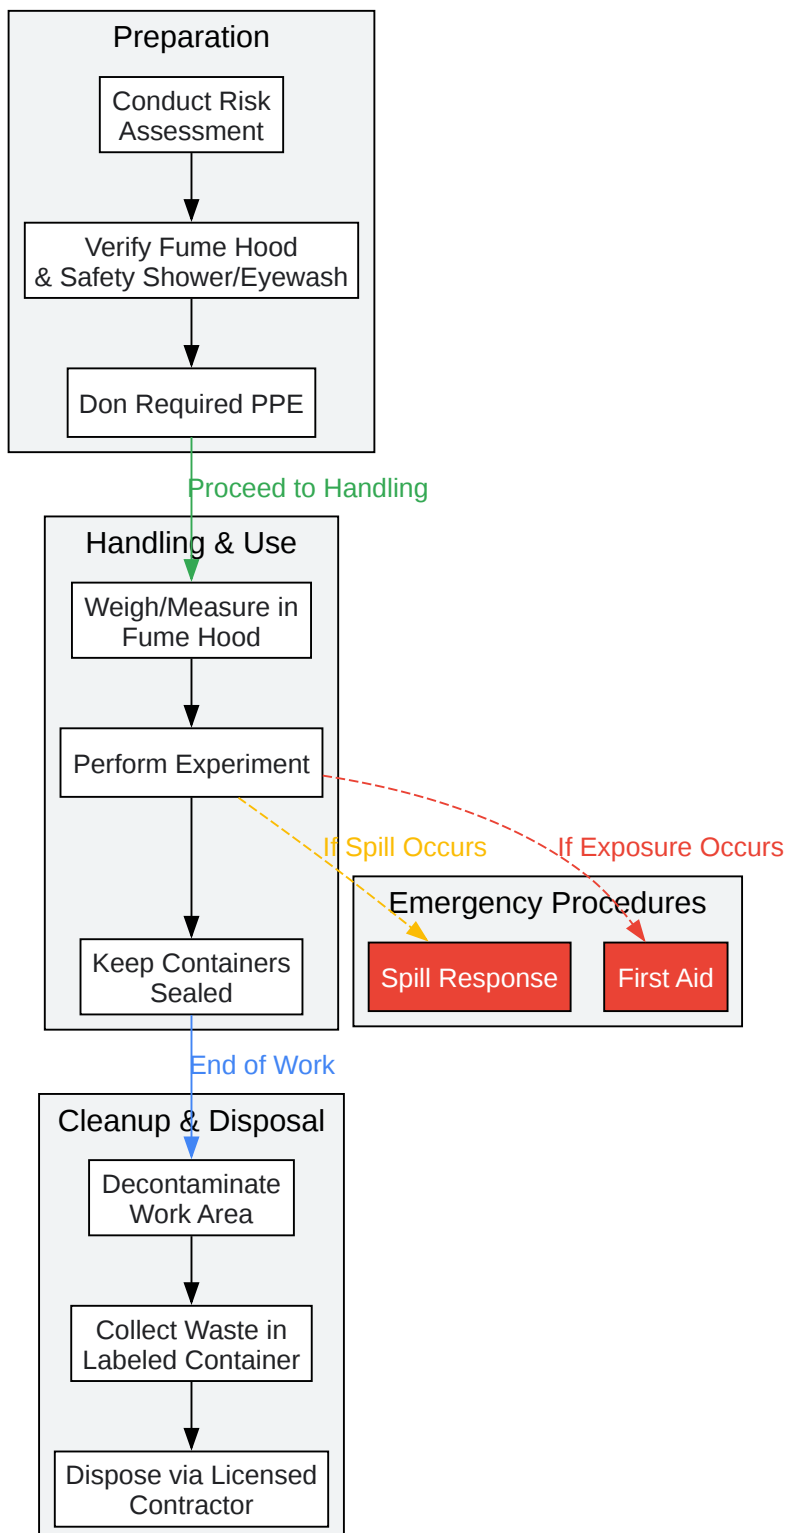 Preparation
Conduct Risk
Assessment
Verify Fume Hood
& Safety Shower/Eyewash
Don Required PPE
Proceed to Handling
Handling & Use
Weigh/Measure in
Fume Hood
Perform Experiment
If Spill Occurs
If Exposure Occurs
Emergency Procedures
Spill Response
First Aid
Keep Containers
Sealed
End of Work
Cleanup & Disposal
Decontaminate
Work Area
Collect Waste in
Labeled Container
Dispose via Licensed
Contractor